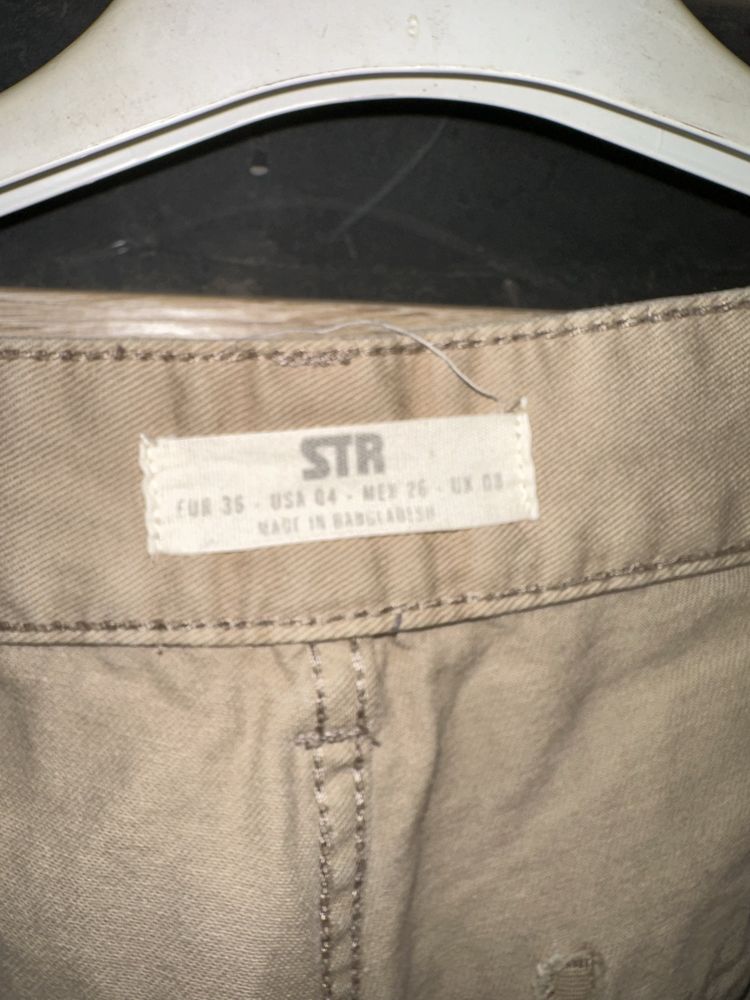 STR
EUR 36 - USA 04 - MEX 26 - UK 08
MADE IN BANGLADESH